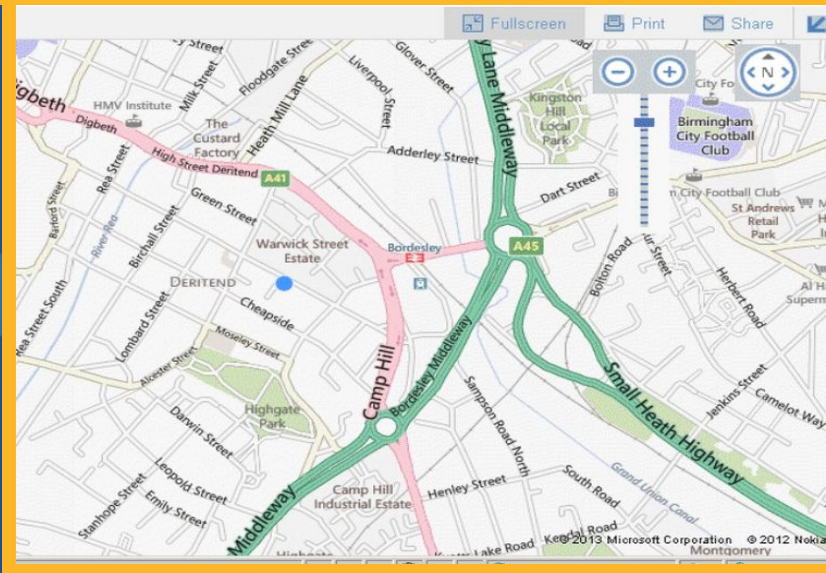 Fullscreen
Print
Share
Digbeth
HMV Institute
Milk Street
Floodgate Street
Liverpool Street
Glover Street
Lane Middleway
Kingston
Hill
Local
Park
City
N
Birmingham
City Football
Club
The
Custard
Factory
Heath Mill Lane
Digbeth
High Street Deritend
A41
Adderley Street
Dart Street
City Football Club
St Andrews
Retail
Park
Barford Street
Rea Street
River Rea
Birchall Street
Green Street
Warwick Street
Estate
Bordesley
A45
Bolton Road
Herbert Road
DERITEND
Cheapside
Rea Street South
Lombard Street
Moseley Street
Alcester Street
Camp Hill
Bordesley Middleway
Small Heath Highway
Jenkins Street
Camelot Way
Highgate
Park
Darwin Street
Sampson Road North
Leopold Street
Emily Street
Stanhope Street
Camp Hill
Industrial Estate
Henley Street
South Road
Grand Union Canal
Middleway
Lake Road
Kendal Road
© 2013 Microsoft Corporation © 2012 Nokia
Montgomery